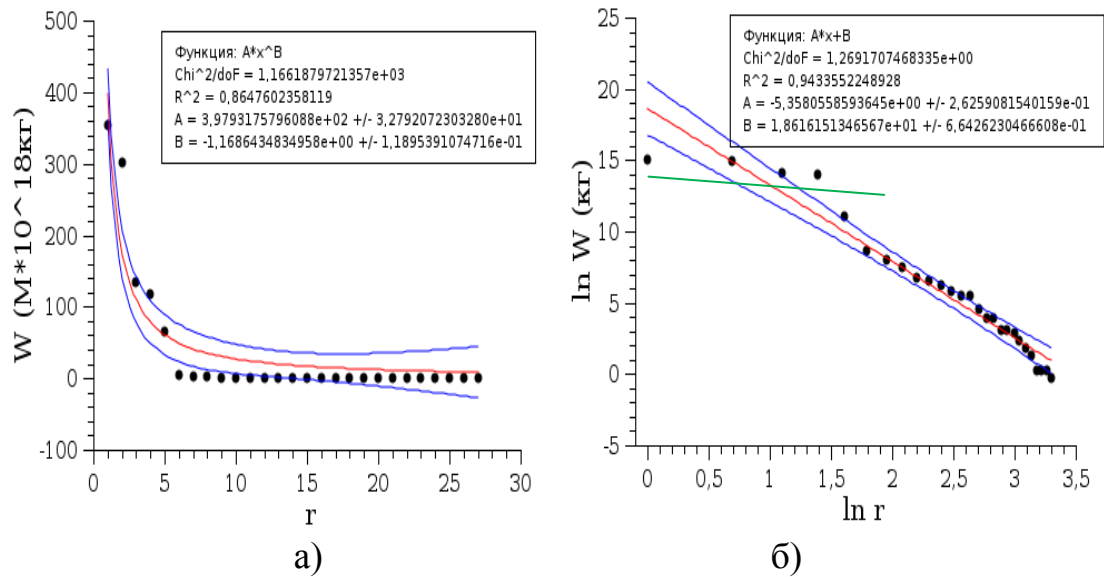 500
400
300
200
100
0
-100
0
5
10
15
20
25
30
W (M*10^18кг)
r
Функция: A*x^B
Chi^2/doF = 1,1661879721357e+03
R^2 = 0,8647602358119
A = 3,9793175796088e+02 +/- 3,2792072303280e+01
B = -1,1686434834958e+00 +/- 1,1895391074716e-01
а)
25
20
15
10
5
0
-5
0
0,5
1
1,5
2
2,5
3
3,5
ln W (кг)
ln r
Функция: A*x+B
Chi^2/doF = 1,2691707468335e+00
R^2 = 0,9433552248928
A = -5,3580558593645e+00 +/- 2,6259081540159e-01
B = 1,8616151346567e+01 +/- 6,6426230466608e-01
б)